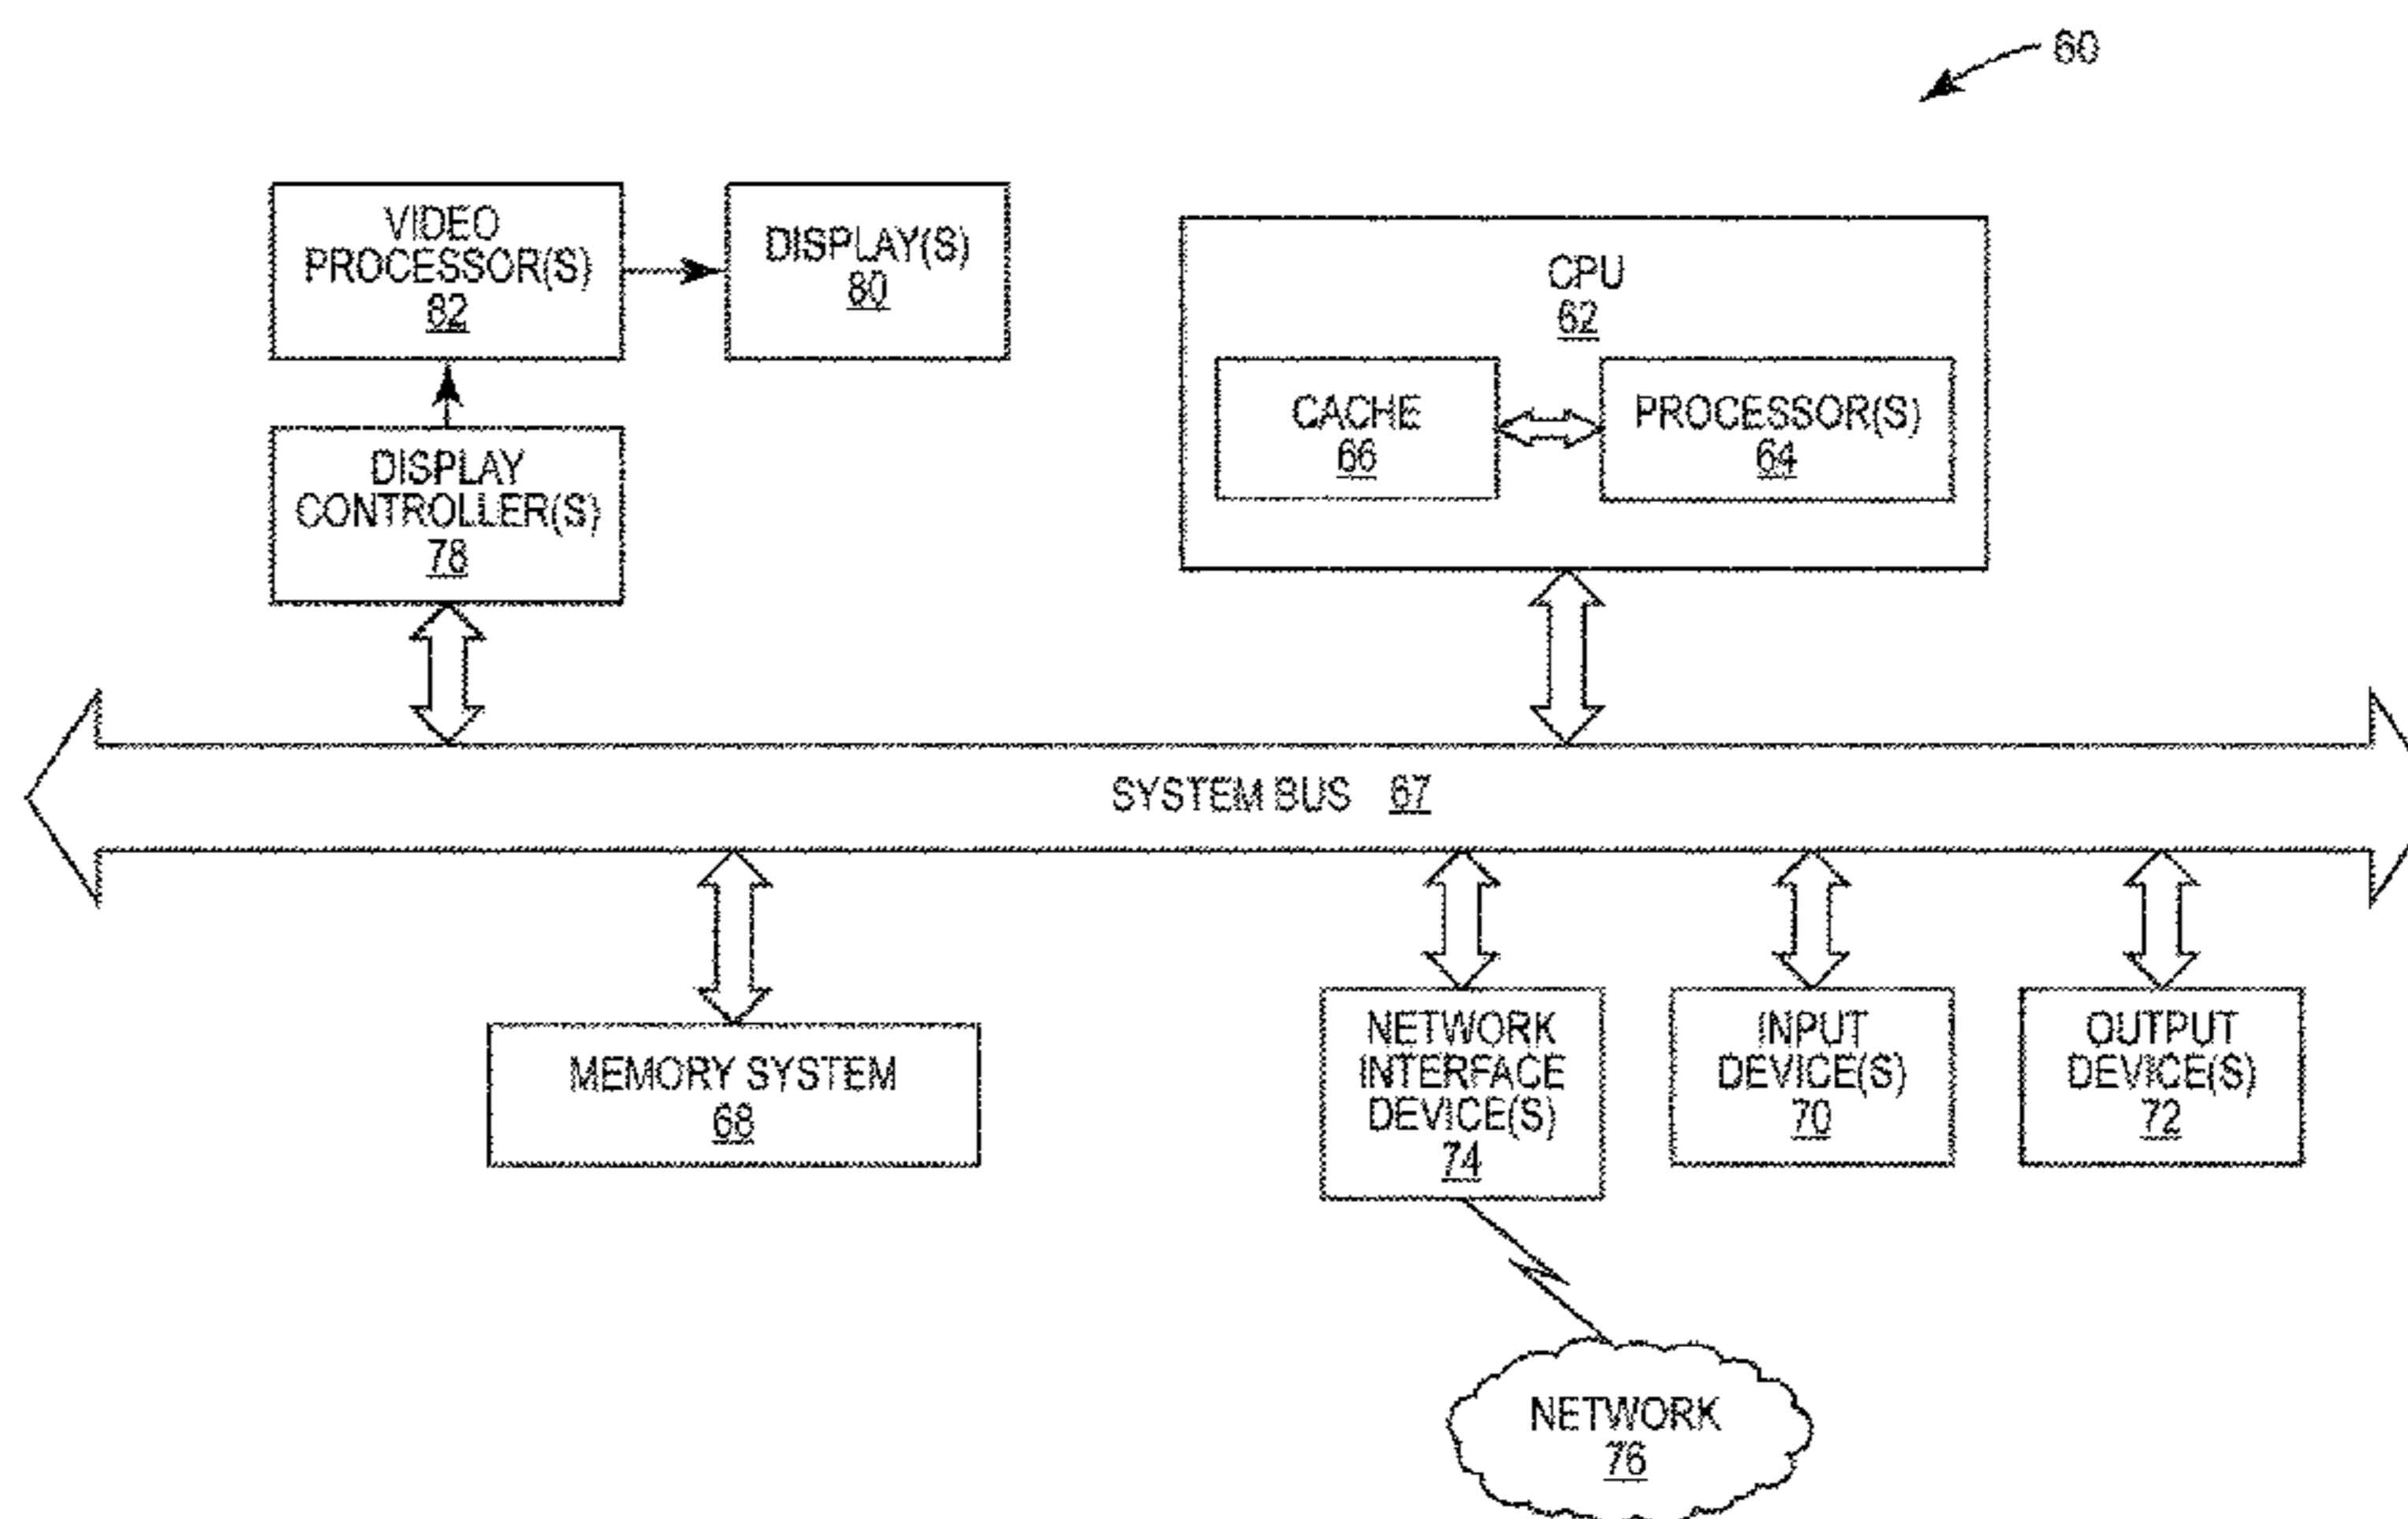 60
VIDEO
PROCESSOR(S)
82
DISPLAY(S)
80
CPU
62
CACHE
66
PROCESSOR(S)
64
DISPLAY
CONTROLLER(S)
78
SYSTEM BUS 67
MEMORY SYSTEM
68
NETWORK
INTERFACE
DEVICE(S)
74
INPUT
DEVICE(S)
70
OUTPUT
DEVICE(S)
72
NETWORK
76